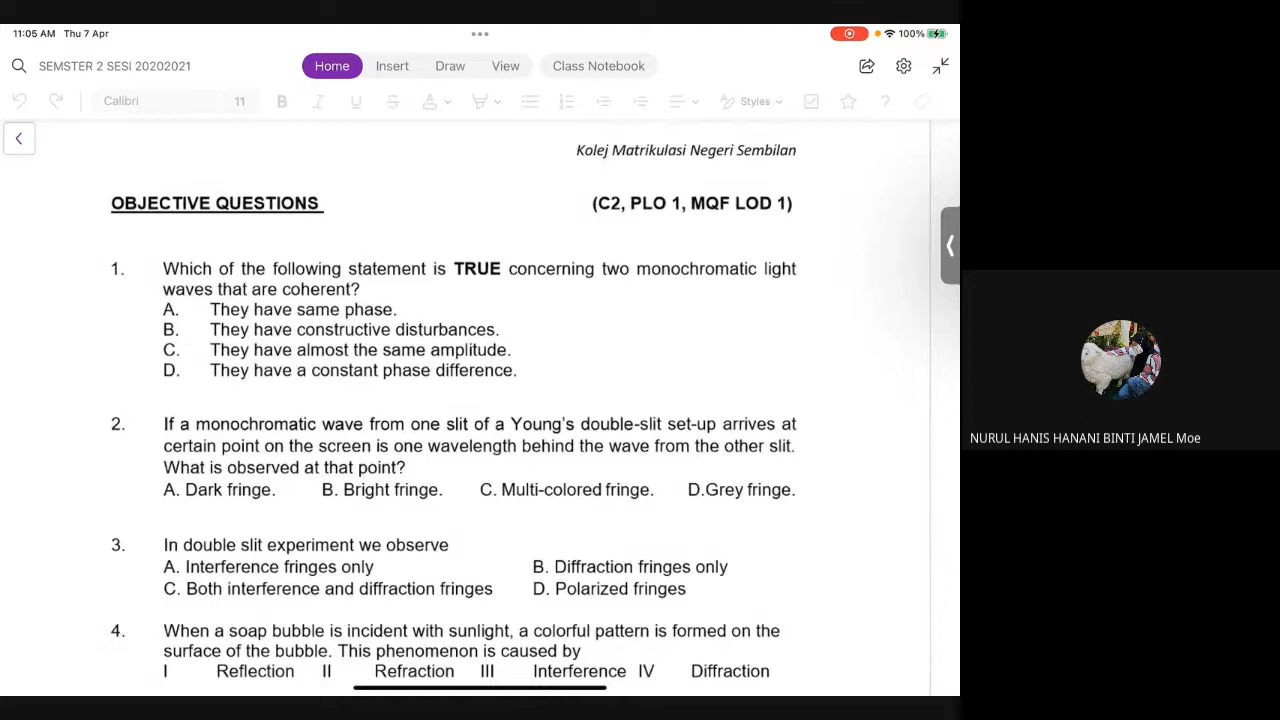 11:05 AM Thu 7 Apr
100%
SEMSTER 2 SESI 20202021
Home Insert Draw View Class Notebook
Calibri 11 B I U S A Styles
Kolej Matrikulasi Negeri Sembilan
OBJECTIVE QUESTIONS (C2, PLO 1, MQF LOD 1)
1. Which of the following statement is TRUE concerning two monochromatic light
waves that are coherent?
A. They have same phase.
B. They have constructive disturbances.
C. They have almost the same amplitude.
D. They have a constant phase difference.
2. If a monochromatic wave from one slit of a Young's double-slit set-up arrives at
certain point on the screen is one wavelength behind the wave from the other slit.
What is observed at that point?
A. Dark fringe. B. Bright fringe. C. Multi-colored fringe. D.Grey fringe.
3. In double slit experiment we observe
A. Interference fringes only B. Diffraction fringes only
C. Both interference and diffraction fringes D. Polarized fringes
4. When a soap bubble is incident with sunlight, a colorful pattern is formed on the
surface of the bubble. This phenomenon is caused by
I Reflection II Refraction III Interference IV Diffraction
NURUL HANIS HANANI BINTI JAMEL Moe